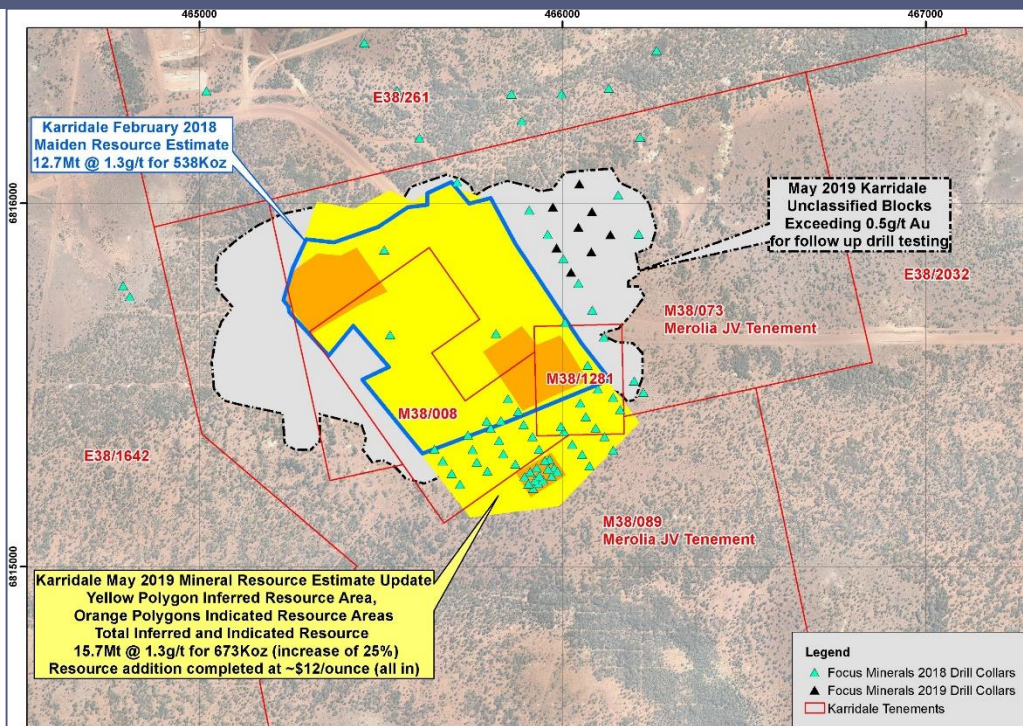 465000
466000
467000
E38/261
Karridale February 2018
Maiden Resource Estimate
12.7Mt @ 1.3g/t for 538Koz
6816000
May 2019 Karridale
Unclassified Blocks
Exceeding 0.5g/t Au
for follow up drill testing
E38/2032
M38/073
Merolia JV Tenement
M38/1281
M38/008
E38/1642
M38/089
Merolia JV Tenement
6815000
Karridale May 2019 Mineral Resource Estimate Update
Yellow Polygon Inferred Resource Area,
Orange Polygons Indicated Resource Areas
Total Inferred and Indicated Resource
15.7Mt @ 1.3g/t for 673Koz (increase of 25%)
Resource addition completed at ~$12/ounce (all in)
Legend
Focus Minerals 2018 Drill Collars
Focus Minerals 2019 Drill Collars
Karridale Tenements